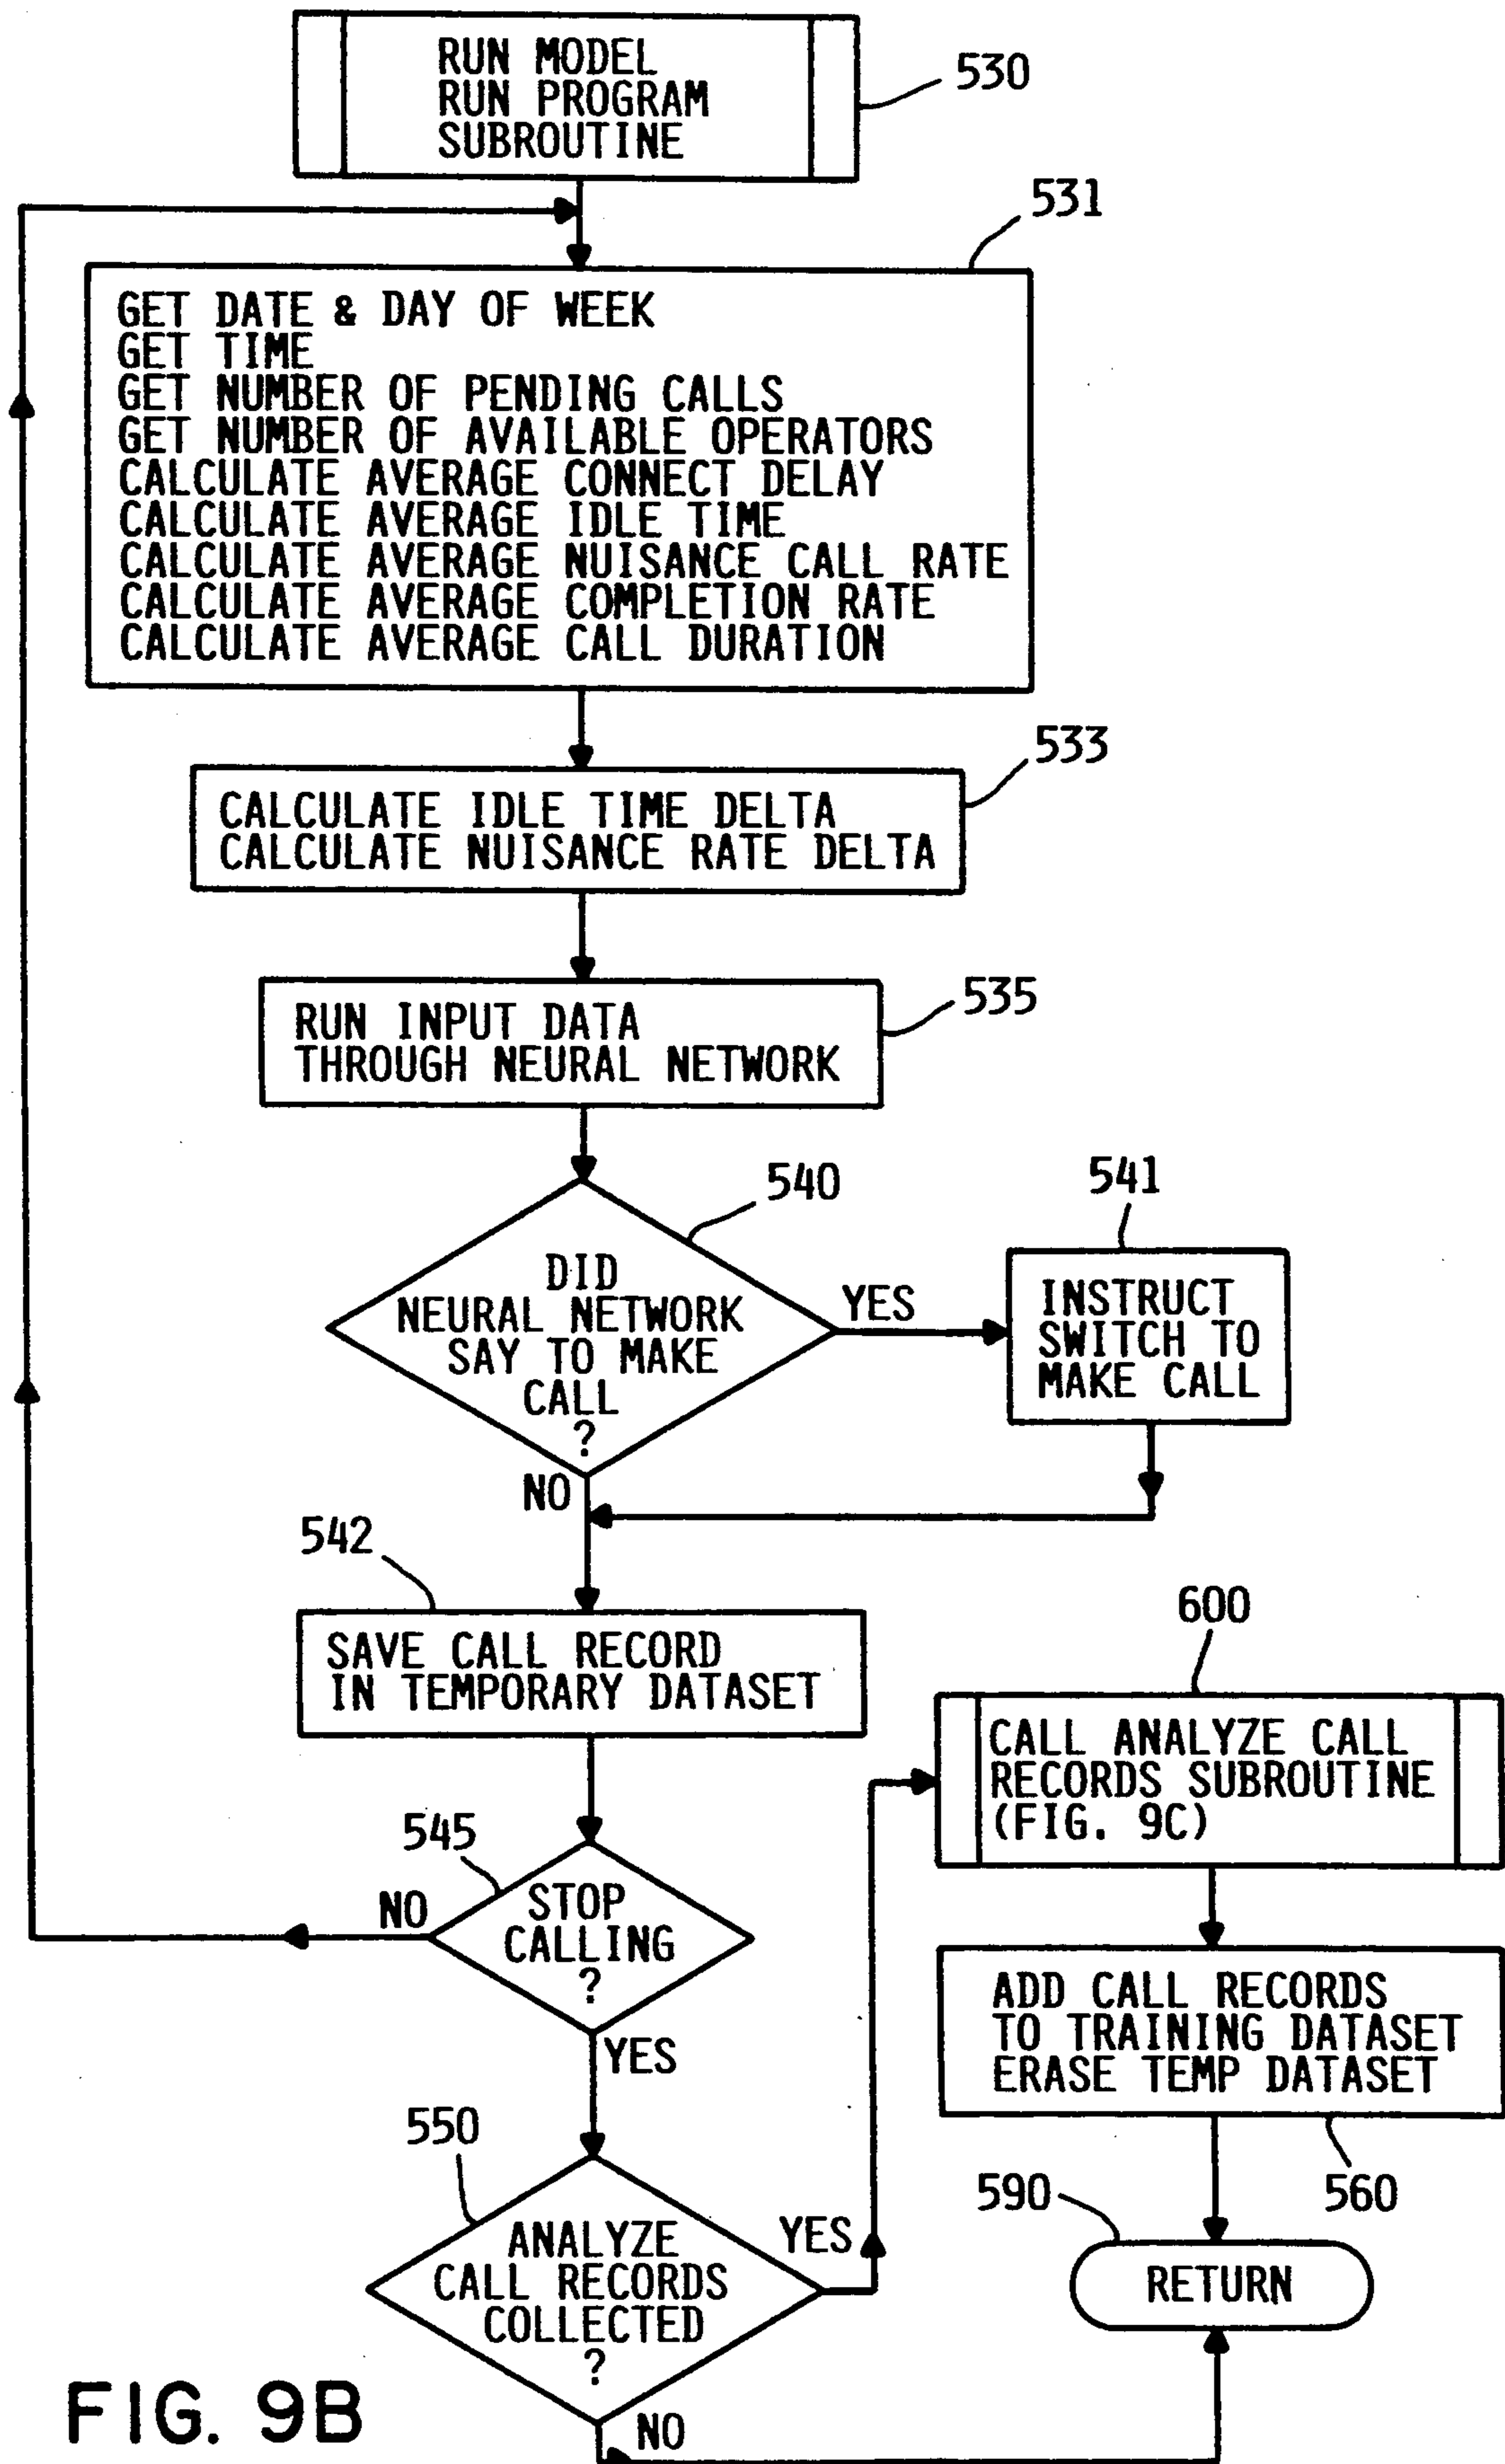 RUN MODEL
RUN PROGRAM
SUBROUTINE
530
531
GET DATE & DAY OF WEEK
GET TIME
GET NUMBER OF PENDING CALLS
GET NUMBER OF AVAILABLE OPERATORS
CALCULATE AVERAGE CONNECT DELAY
CALCULATE AVERAGE IDLE TIME
CALCULATE AVERAGE NUISANCE CALL RATE
CALCULATE AVERAGE COMPLETION RATE
CALCULATE AVERAGE CALL DURATION
533
CALCULATE IDLE TIME DELTA
CALCULATE NUISANCE RATE DELTA
535
RUN INPUT DATA
THROUGH NEURAL NETWORK
540
DID
NEURAL NETWORK
SAY TO MAKE
CALL
?
YES
541
INSTRUCT
SWITCH TO
MAKE CALL
NO
542
SAVE CALL RECORD
IN TEMPORARY DATASET
545
STOP
CALLING
?
NO
YES
550
ANALYZE
CALL RECORDS
COLLECTED
?
YES
NO
600
CALL ANALYZE CALL
RECORDS SUBROUTINE
(FIG. 9C)
ADD CALL RECORDS
TO TRAINING DATASET
ERASE TEMP DATASET
560
590
RETURN
FIG. 9B